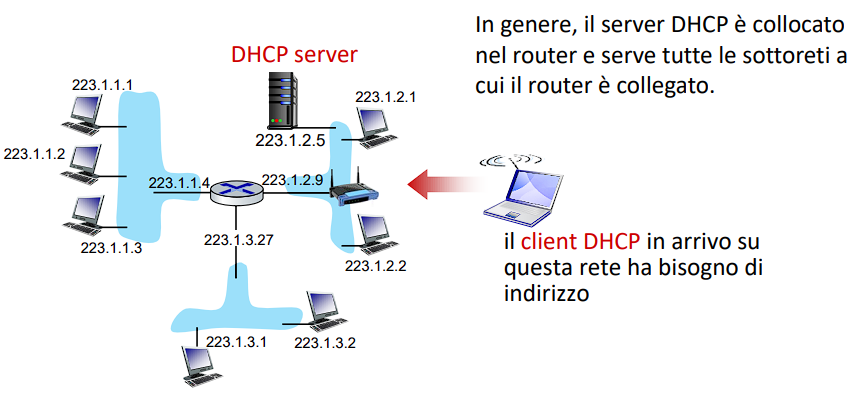 In genere, il server DHCP è collocato
nel router e serve tutte le sottoreti a
cui il router è collegato.
DHCP server
223.1.1.1
223.1.2.1
223.1.2.5
223.1.1.2
223.1.1.4
223.1.2.9
223.1.1.3
223.1.3.27
223.1.2.2
il client DHCP in arrivo su
questa rete ha bisogno di
indirizzo
223.1.3.1
223.1.3.2